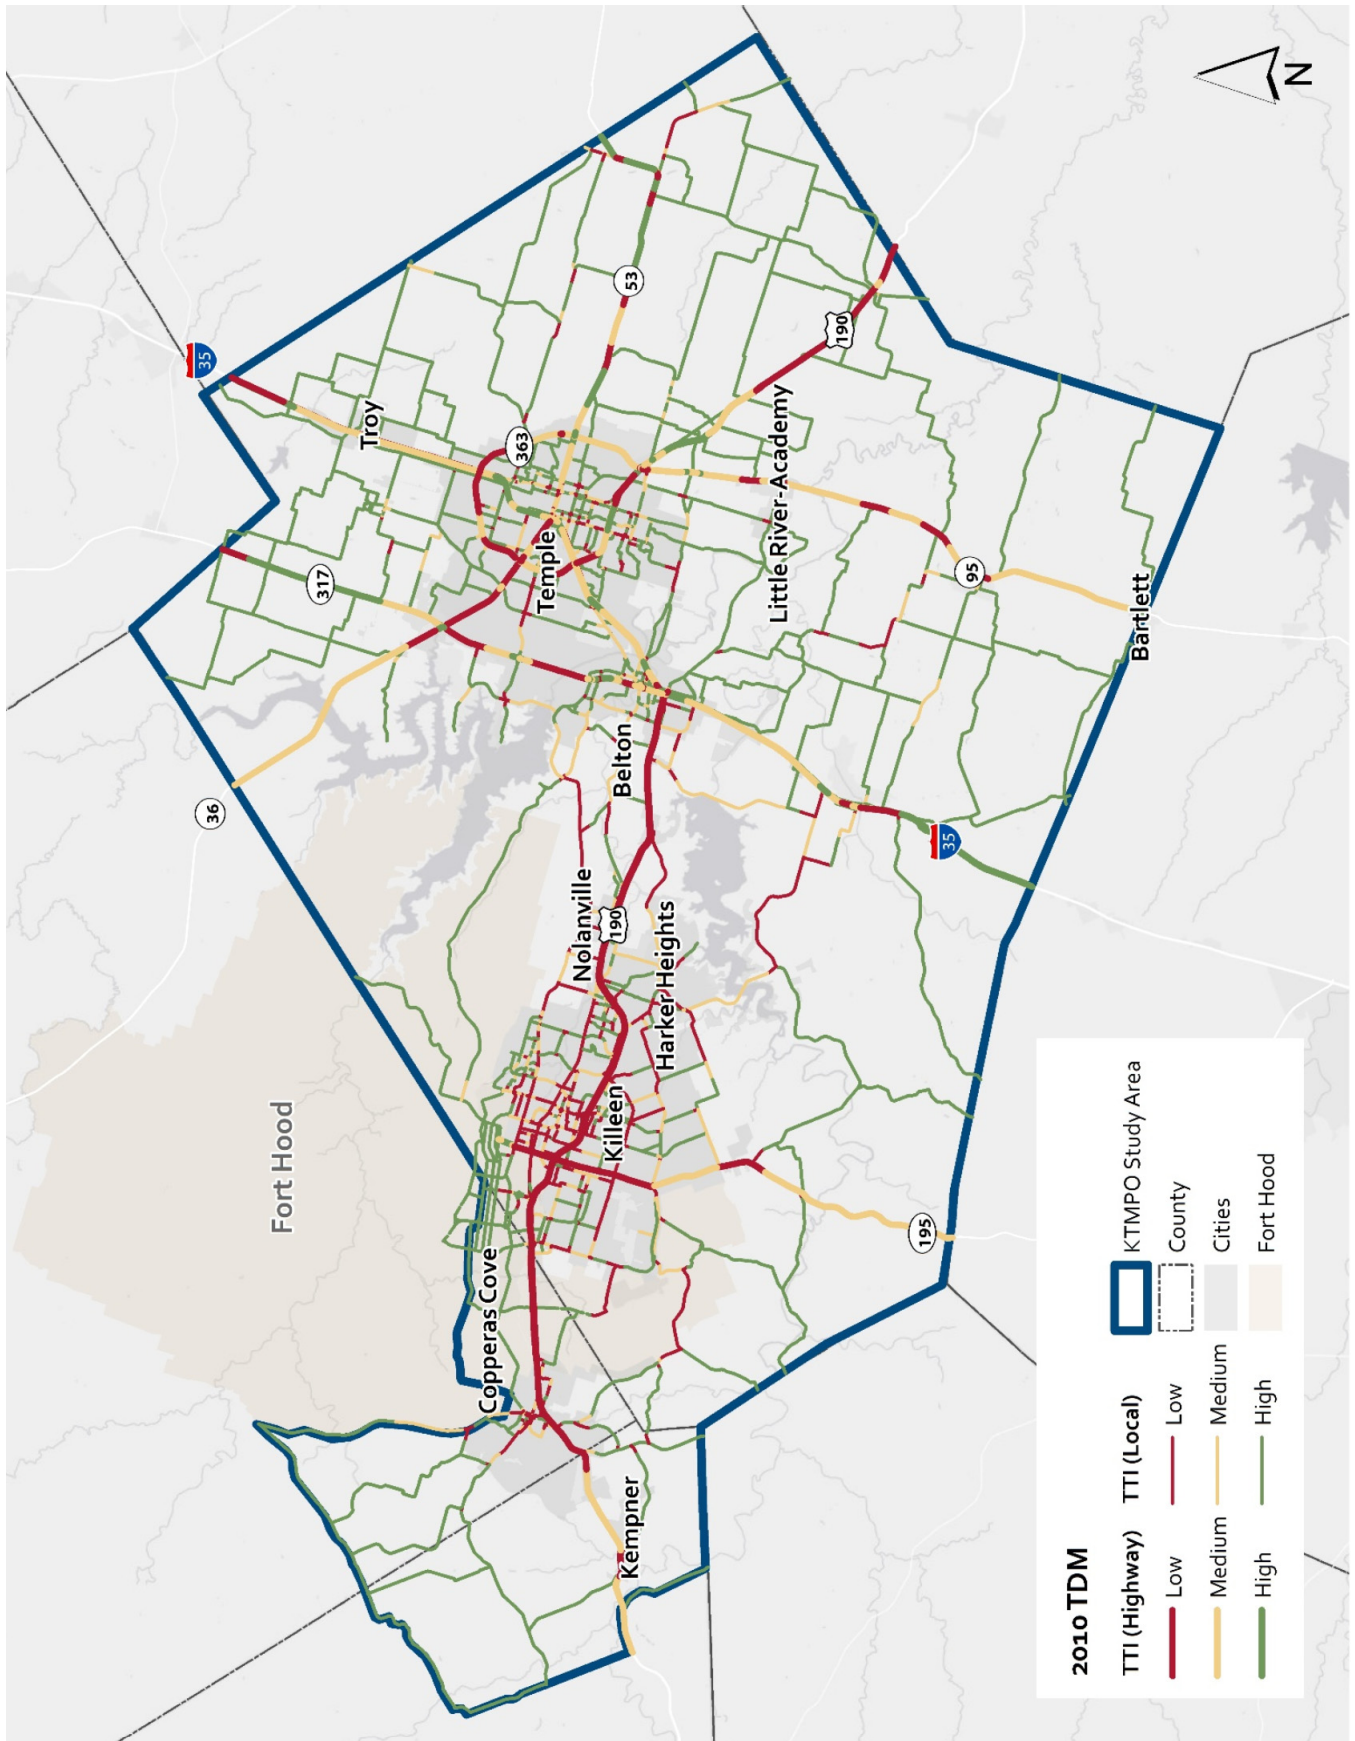 36
317
35
Troy
363
53
Temple
190
Little River-Academy
Belton
95
Bartlett
35
Nolanville
190
Harker Heights
Killeen
195
Fort Hood
Copperas Cove
Kempner
N
2010 TDM
TTI (Highway)
Low
Medium
High
TTI (Local)
Low
Medium
High
KTMPO Study Area
County
Cities
Fort Hood